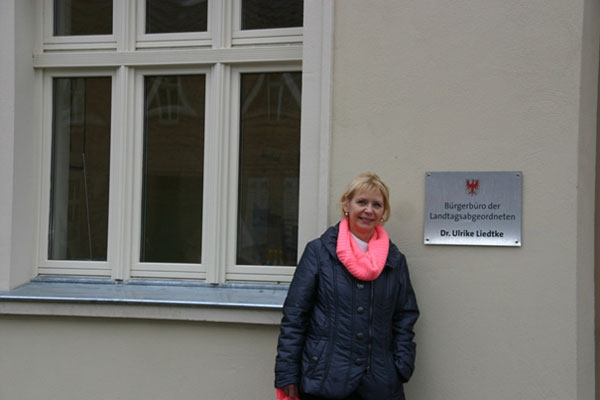 Bürgerbüro der
Landtagsabgeordneten
Dr. Ulrike Liedtke